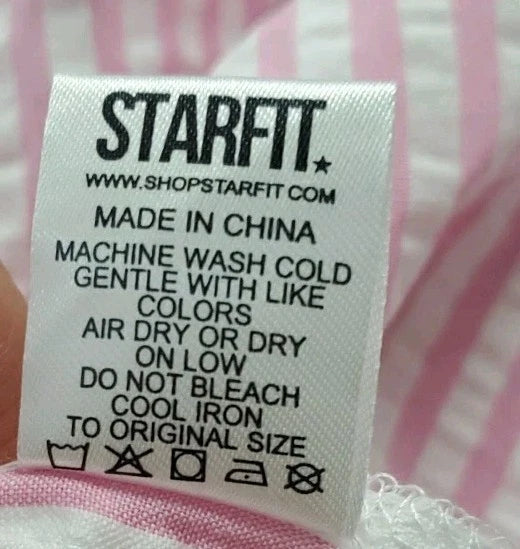 STARFIT.
WWW.SHOPSTARFIT.COM
MADE IN CHINA
MACHINE WASH COLD
GENTLE WITH LIKE
COLORS
AIR DRY OR DRY
ON LOW
DO NOT BLEACH
COOL IRON
TO ORIGINAL SIZE